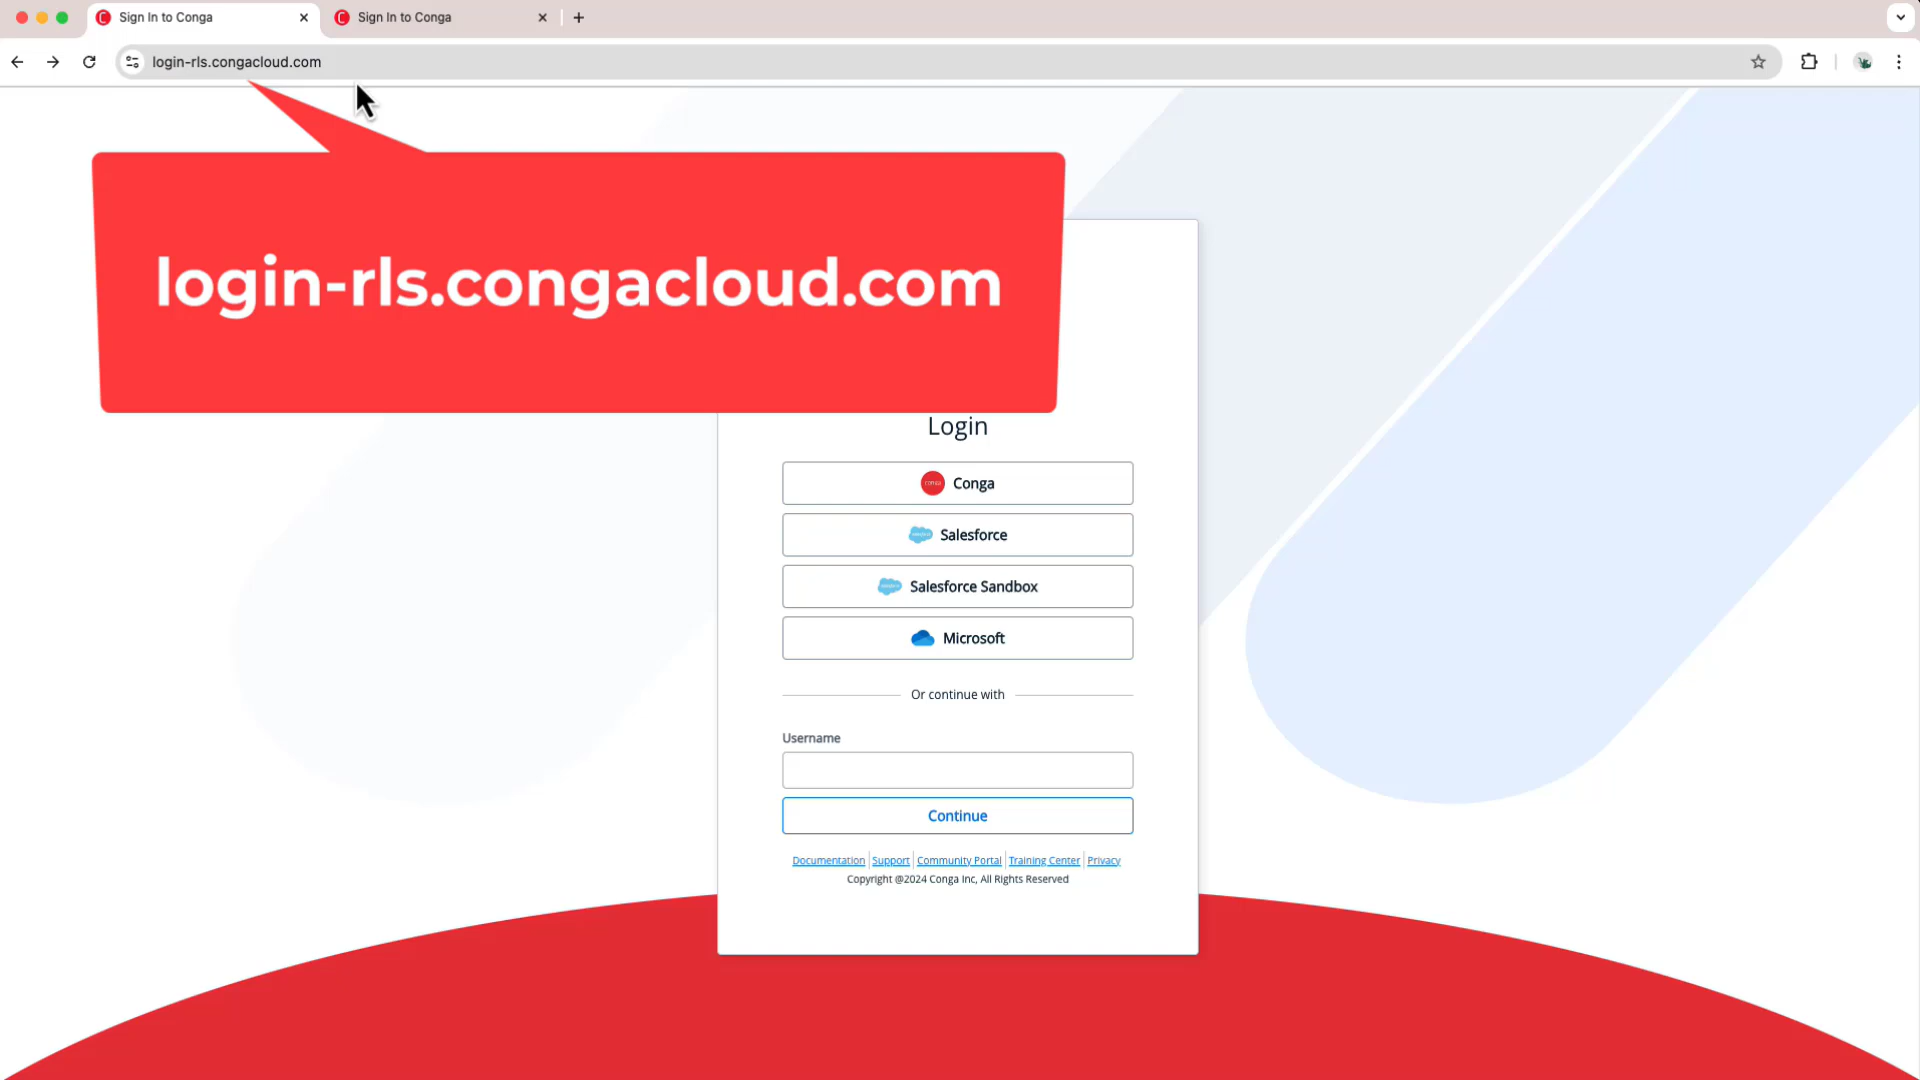 Sign In to Conga
Sign In to Conga
login-rls.congacloud.com
login-rls.congacloud.com
Login
Conga
Salesforce
Salesforce Sandbox
Microsoft
Or continue with
Username
Continue
Documentation Support Community Portal Training Center Privacy
Copyright @2024 Conga Inc, All Rights Reserved